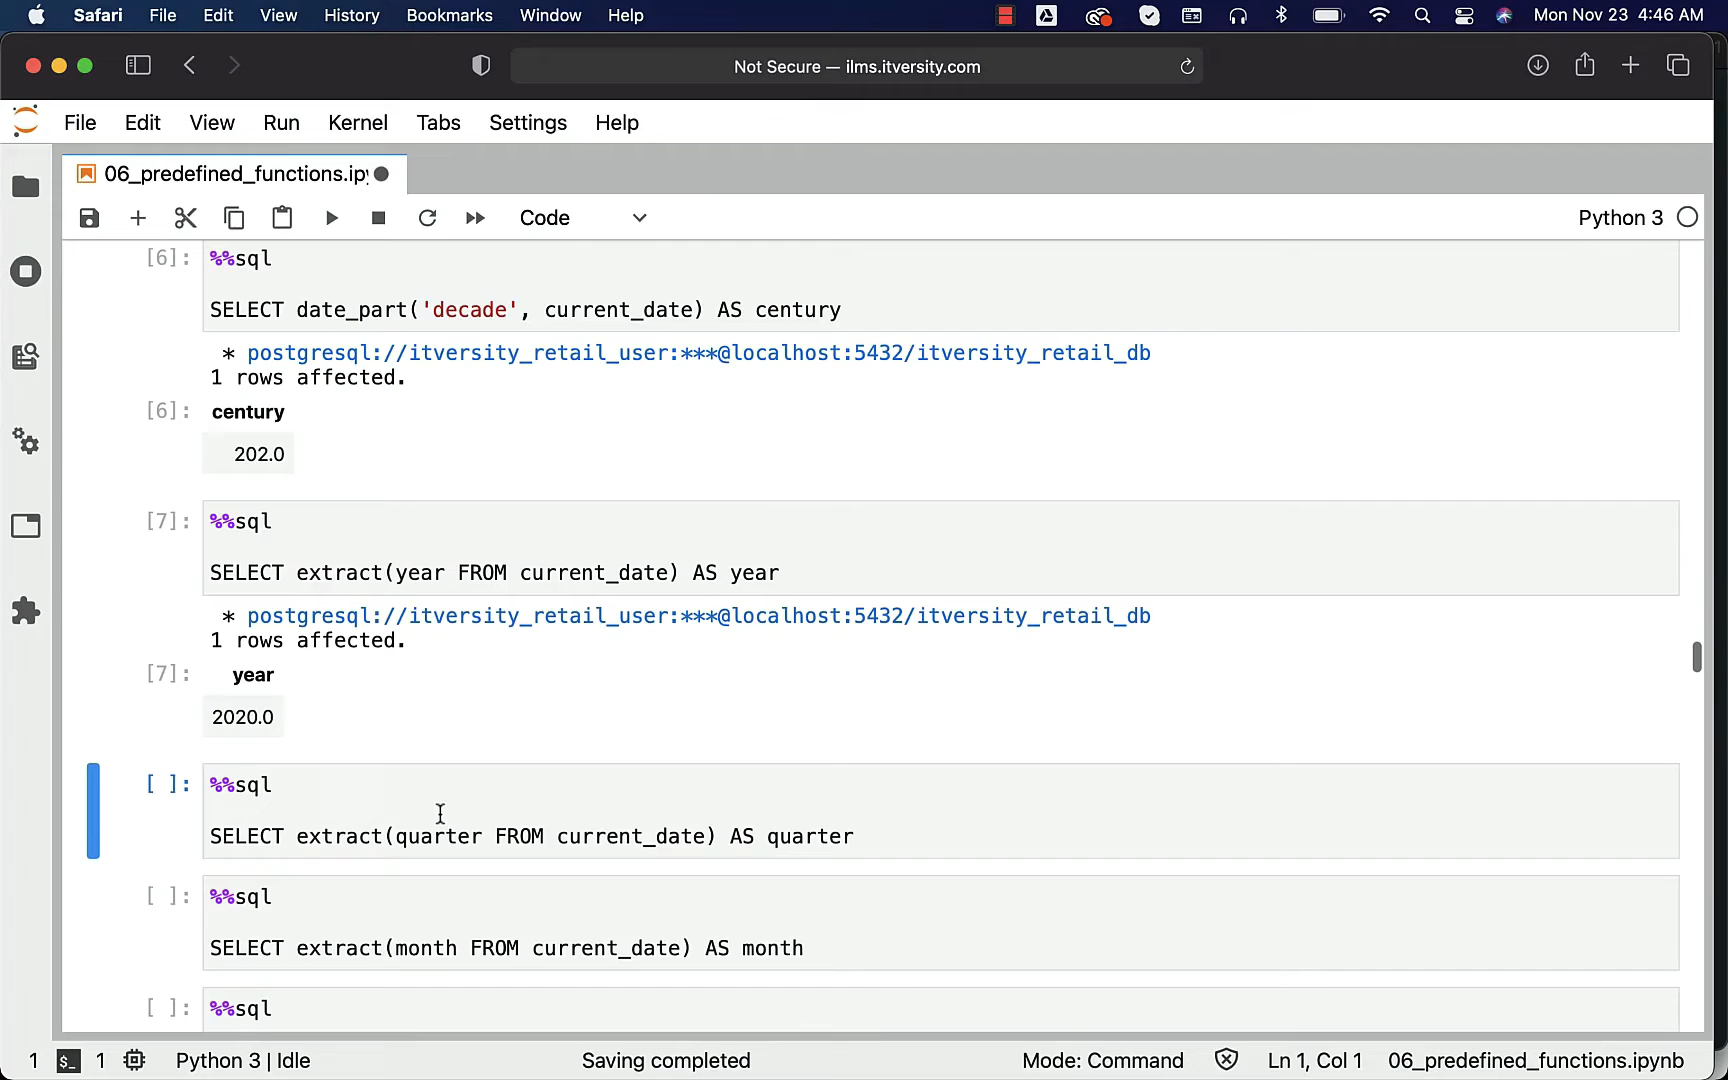 Safari File Edit View History Bookmarks Window Help Mon Nov 23 4:46 AM
Not Secure — ilms.itversity.com
File Edit View Run Kernel Tabs Settings Help
06_predefined_functions.ipy
Code Python 3
[6]: %%sql
SELECT date_part('decade', current_date) AS century
* postgresql://itversity_retail_user:***@localhost:5432/itversity_retail_db
1 rows affected.
[6]: century
202.0
[7]: %%sql
SELECT extract(year FROM current_date) AS year
* postgresql://itversity_retail_user:***@localhost:5432/itversity_retail_db
1 rows affected.
[7]: year
2020.0
[ ]: %%sql
SELECT extract(quarter FROM current_date) AS quarter
[ ]: %%sql
SELECT extract(month FROM current_date) AS month
[ ]: %%sql
1 $_ 1 Python 3 | Idle Saving completed Mode: Command Ln 1, Col 1 06_predefined_functions.ipynb